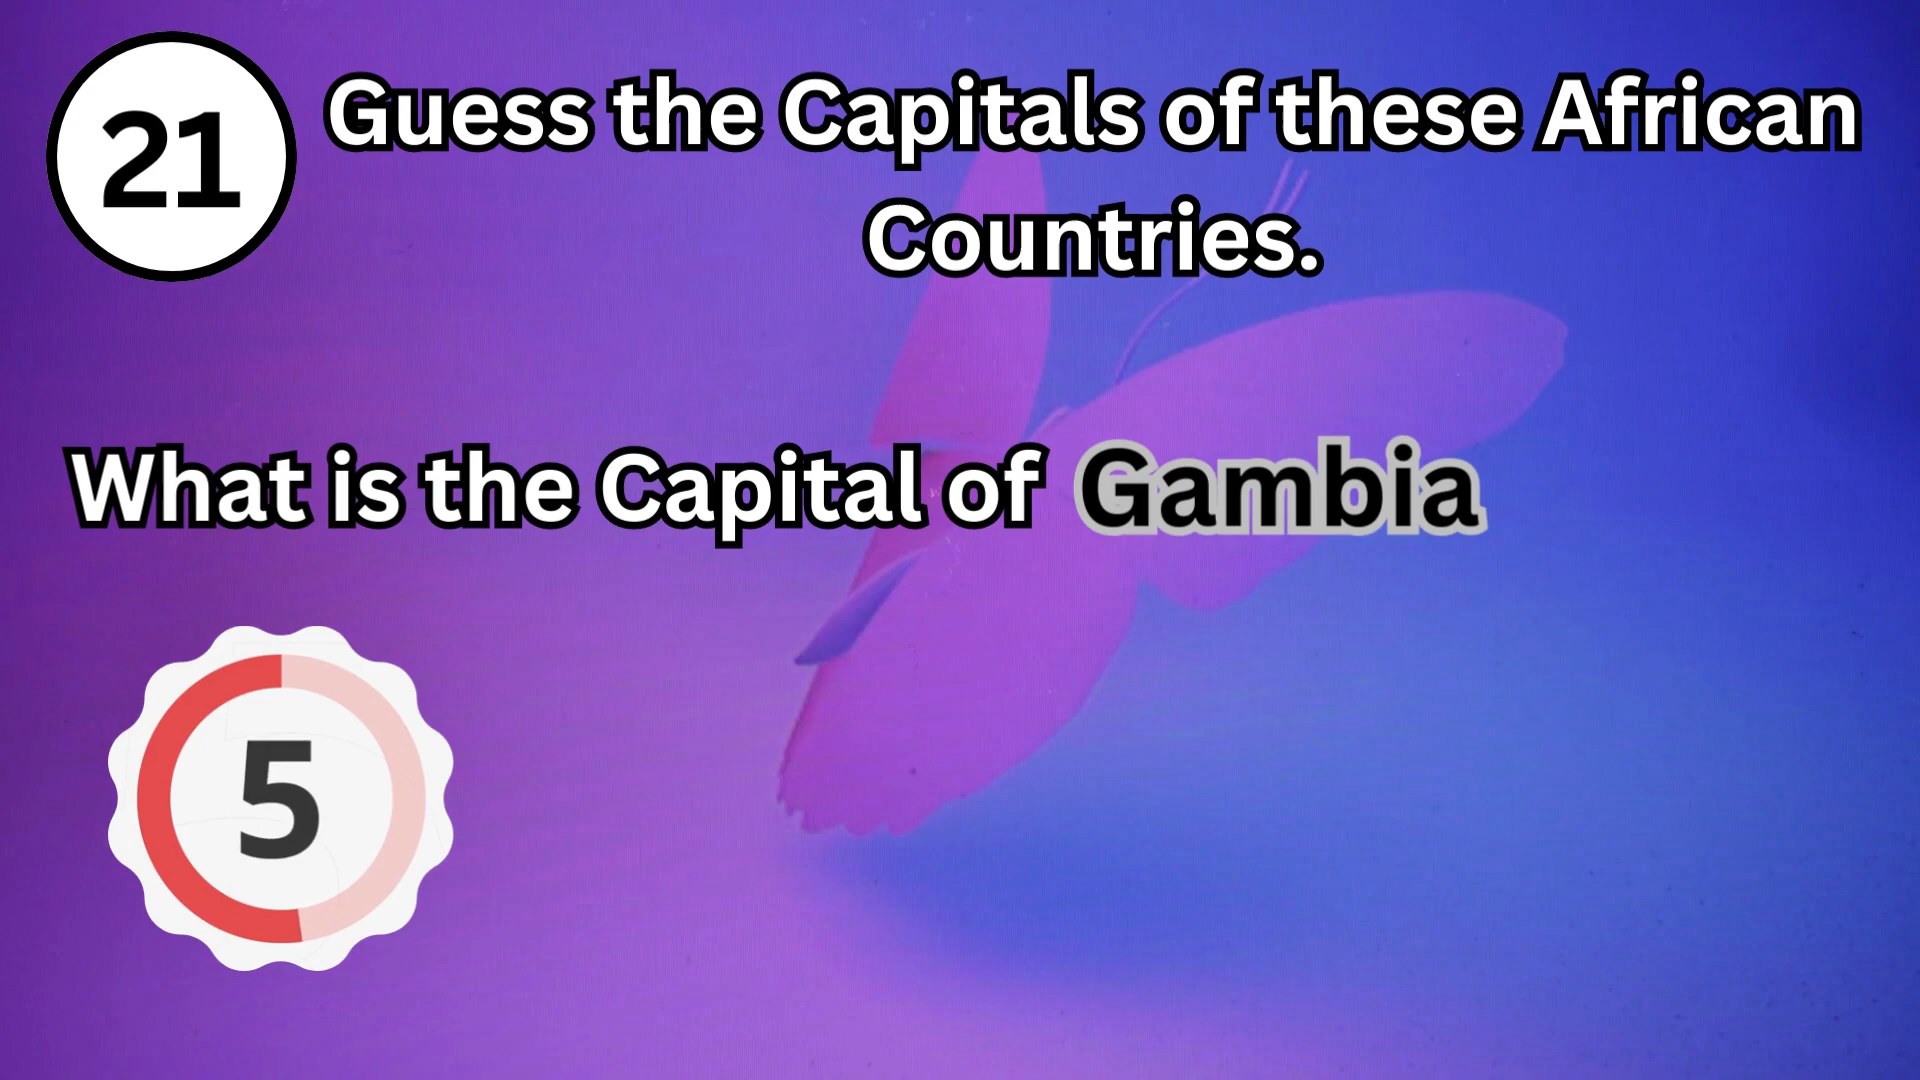 21
Guess the Capitals of these African
Countries.
What is the Capital of Gambia
5